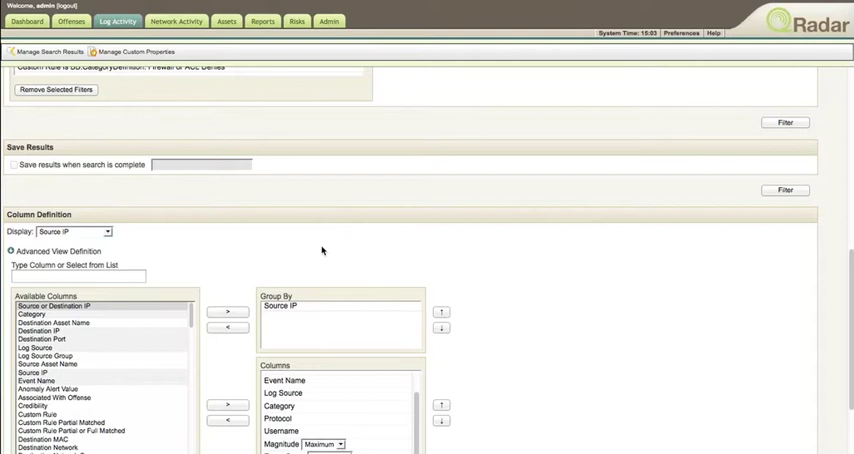 Welcome, admin [logout]
Dashboard Offenses Log Activity Network Activity Assets Reports Risks Admin
QRadar
System Time: 15:03 Preferences Help
Manage Search Results Manage Custom Properties
Custom Rule is BB:CategoryDefinition: Firewall or ACL Denies
Remove Selected Filters
Filter
Save Results
Save results when search is complete
Filter
Column Definition
Display: Source IP
Advanced View Definition
Type Column or Select from List
Available Columns
Source or Destination IP
Category
Destination Asset Name
Destination IP
Destination Port
Log Source
Log Source Group
Source Asset Name
Source IP
Event Name
Anomaly Alert Value
Associated With Offense
Credibility
Custom Rule
Custom Rule Partial Matched
Custom Rule Partial or Full Matched
Destination MAC
Destination Network
>
<
Group By
Source IP
↑
↓
>
<
Columns
Event Name
Log Source
Category
Protocol
Username
Magnitude Maximum
↑
↓